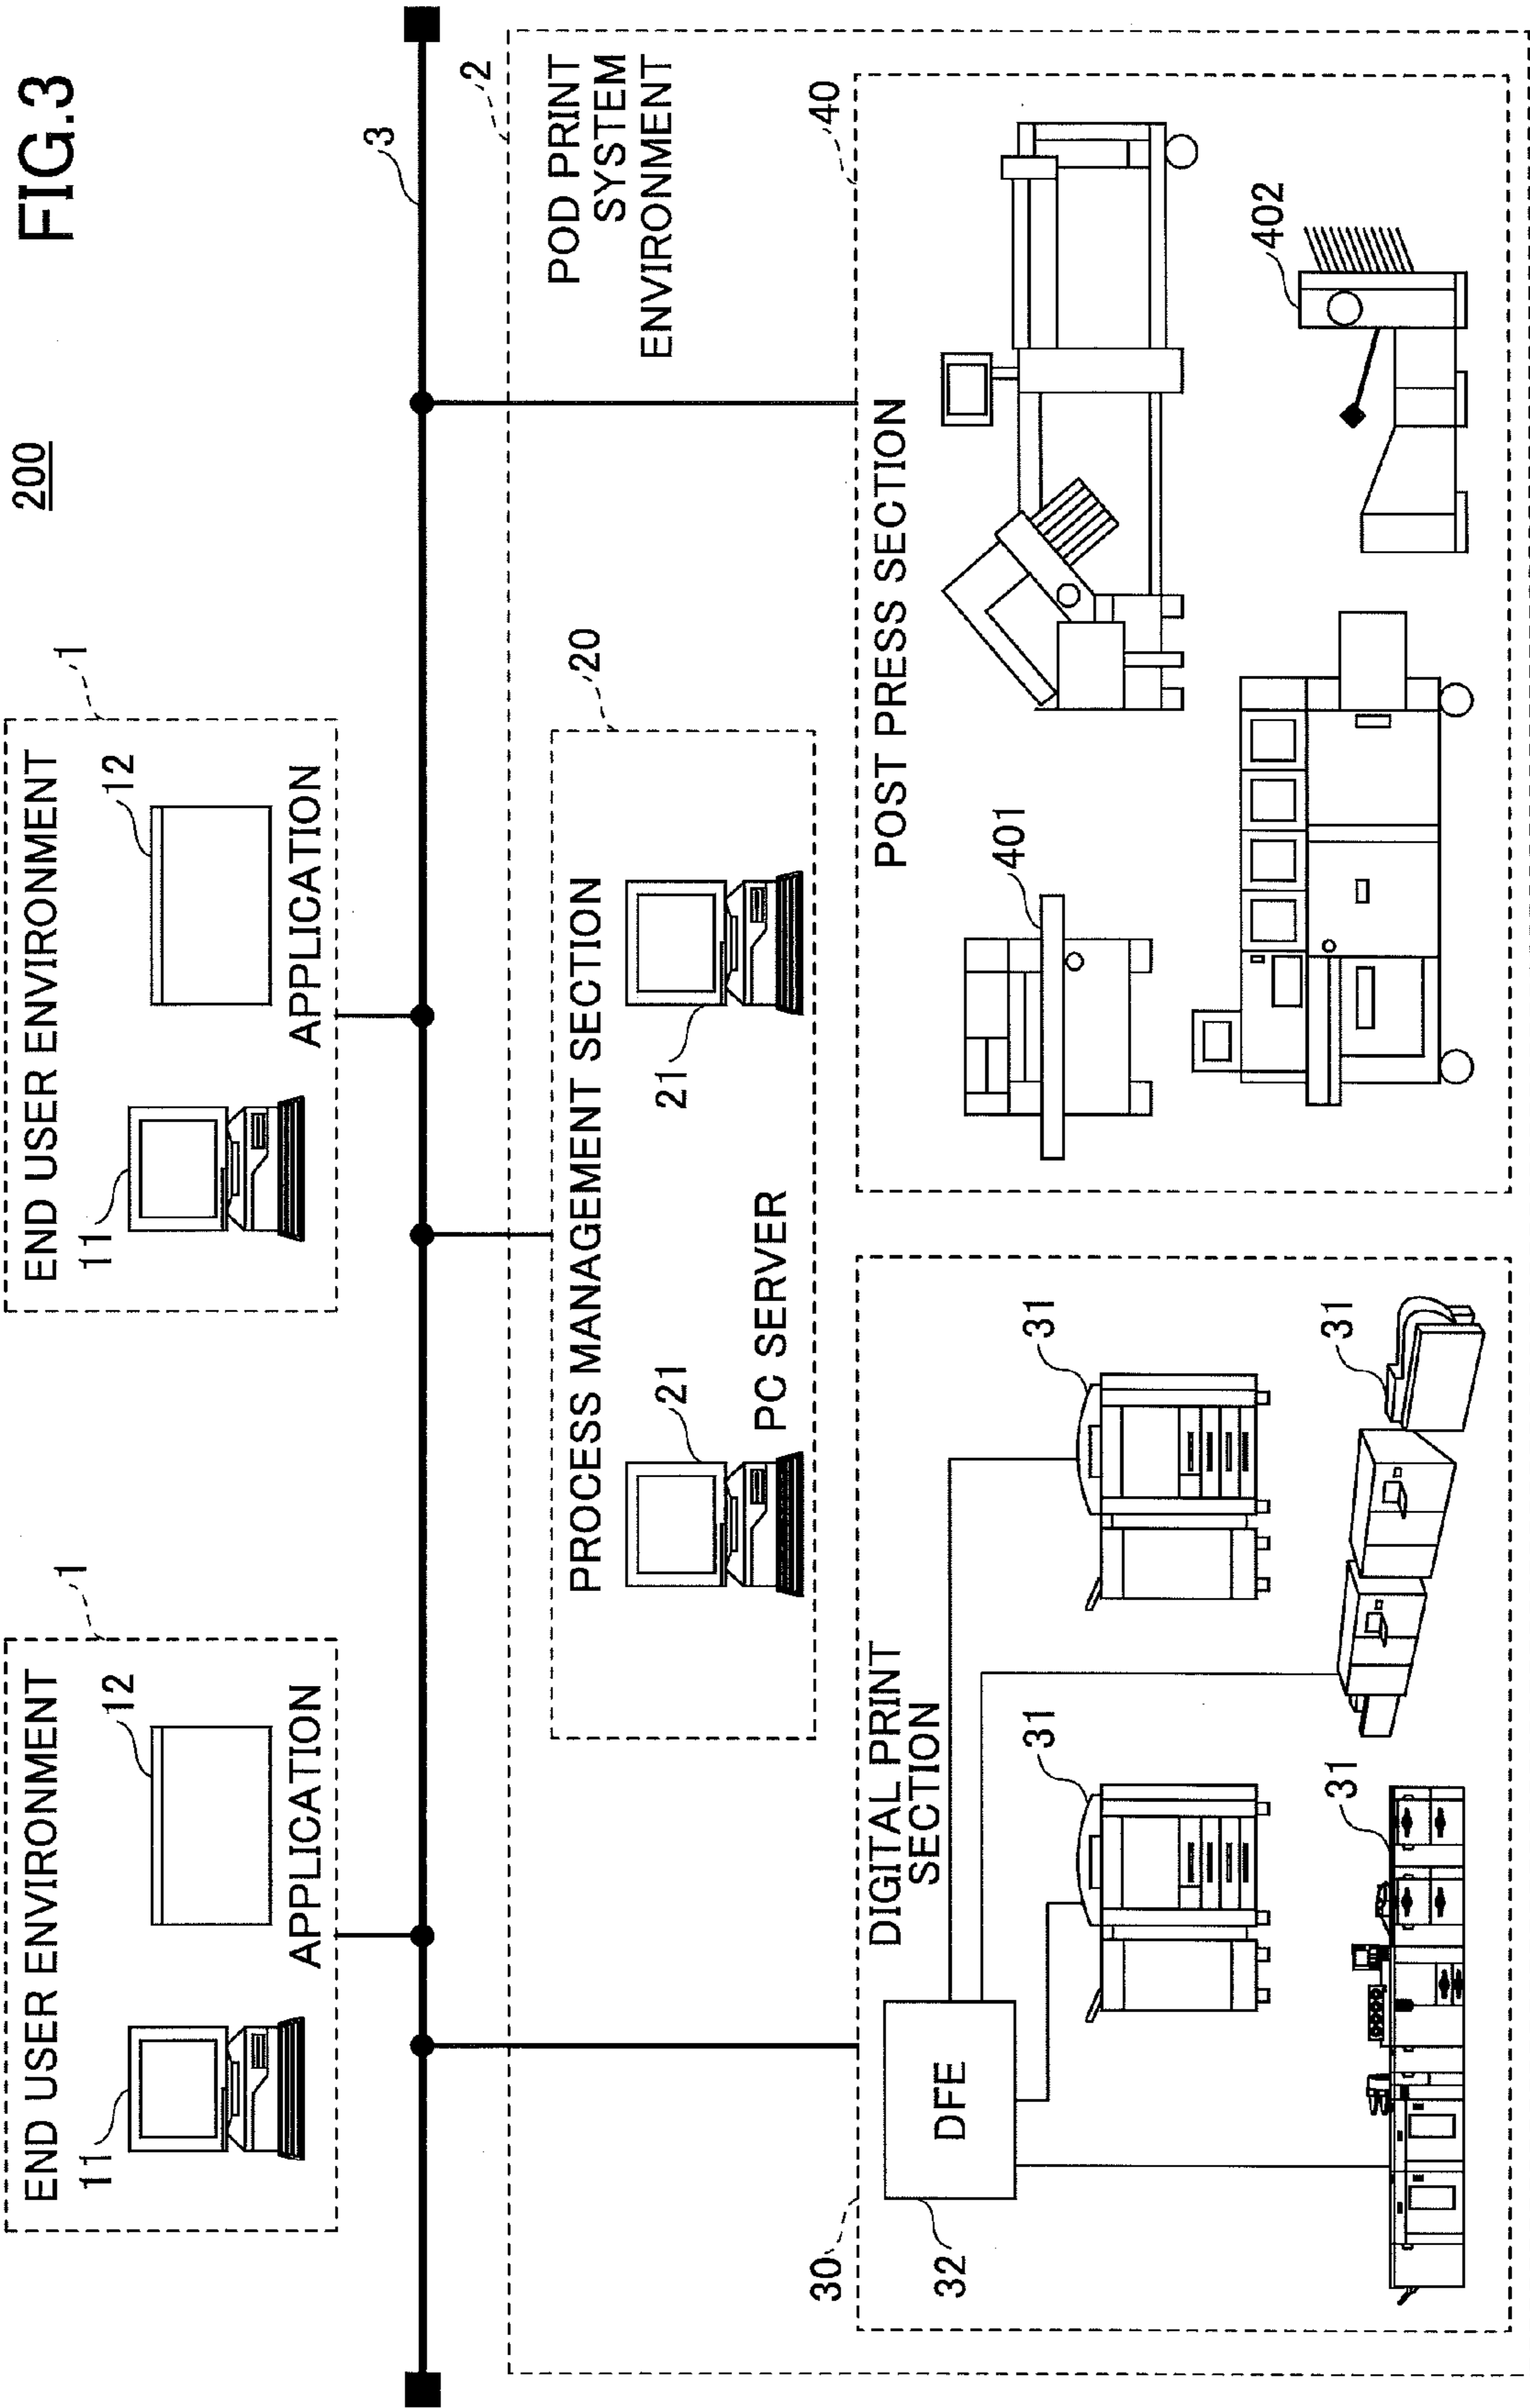 FIG.3
200
END USER ENVIRONMENT
1
11
12
APPLICATION
END USER ENVIRONMENT
1
11
12
APPLICATION
3
2
POD PRINT
SYSTEM
ENVIRONMENT
PROCESS MANAGEMENT SECTION
20
21
21
PC SERVER
30
DIGITAL PRINT
SECTION
32
DFE
31
31
31
31
40
POST PRESS SECTION
401
402